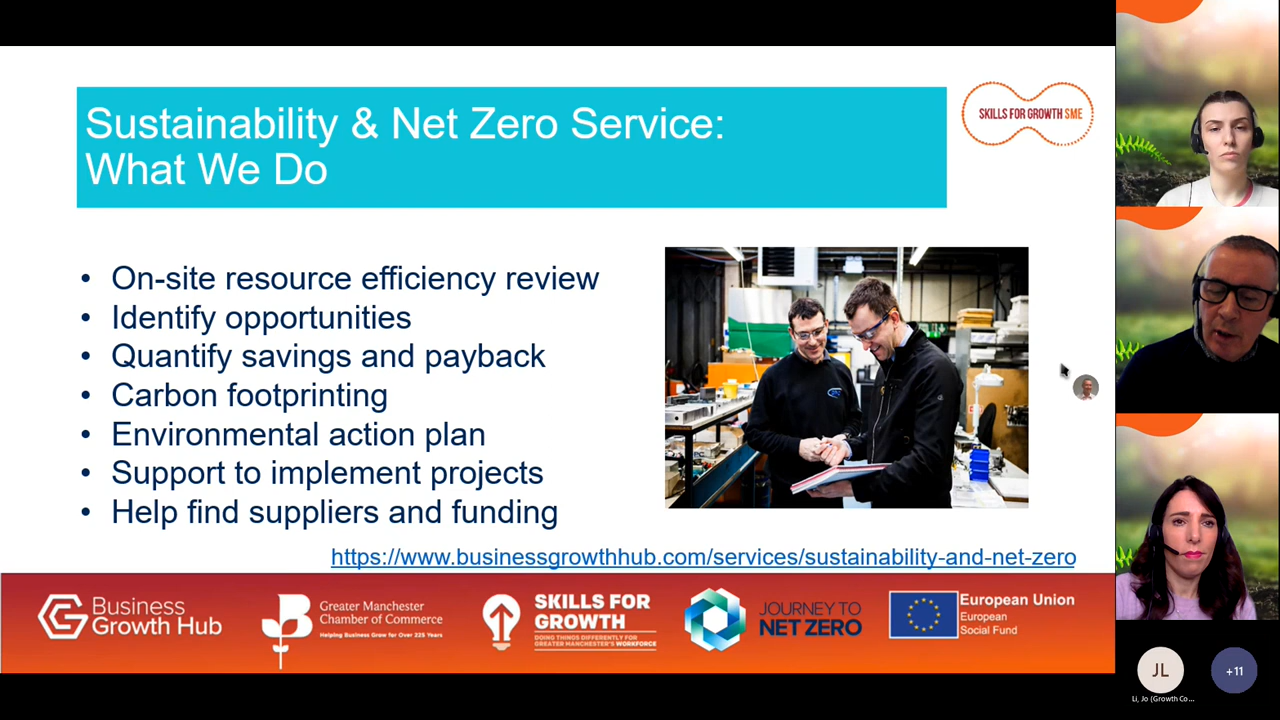 Sustainability & Net Zero Service:
What We Do
SKILLS FOR GROWTH SME
• On-site resource efficiency review
• Identify opportunities
• Quantify savings and payback
• Carbon footprinting
• Environmental action plan
• Support to implement projects
• Help find suppliers and funding
https://www.businessgrowthhub.com/services/sustainability-and-net-zero
Business
Growth Hub
Greater Manchester
Chamber of Commerce
Helping Business Grow for Over 225 Years
SKILLS FOR
GROWTH
DOING THINGS DIFFERENTLY FOR
GREATER MANCHESTER'S WORKFORCE
JOURNEY TO
NET ZERO
European Union
European
Social Fund
JL
Li, Jo (Growth Co...
+11